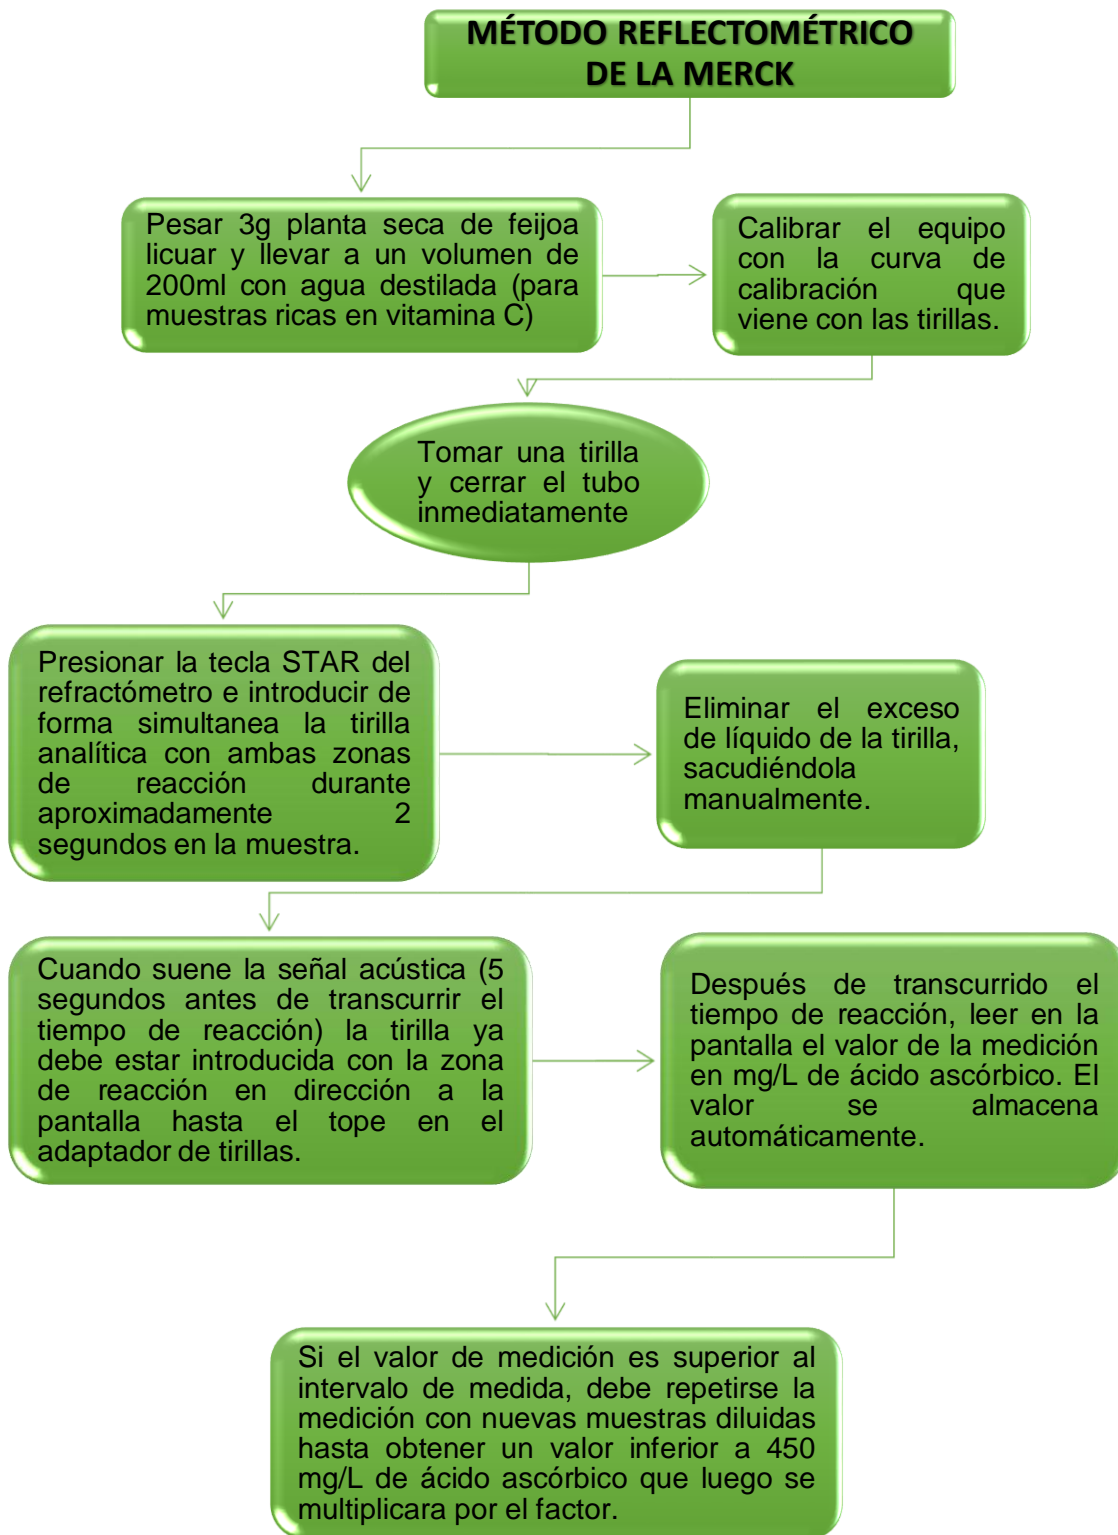 MÉTODO REFLECTOMÉTRICO
DE LA MERCK
Pesar 3g planta seca de feijoa
licuar y llevar a un volumen de
200ml con agua destilada (para
muestras ricas en vitamina C)
Calibrar el equipo
con la curva de
calibración que
viene con las tirillas.
Tomar una tirilla
y cerrar el tubo
inmediatamente
Presionar la tecla STAR del
refractómetro e introducir de
forma simultanea la tirilla
analítica con ambas zonas
de reacción durante
aproximadamente 2
segundos en la muestra.
Eliminar el exceso
de líquido de la tirilla,
sacudiéndola
manualmente.
Cuando suene la señal acústica (5
segundos antes de transcurrir el
tiempo de reacción) la tirilla ya
debe estar introducida con la zona
de reacción en dirección a la
pantalla hasta el tope en el
adaptador de tirillas.
Después de transcurrido el
tiempo de reacción, leer en la
pantalla el valor de la medición
en mg/L de ácido ascórbico. El
valor se almacena
automáticamente.
Si el valor de medición es superior al
intervalo de medida, debe repetirse la
medición con nuevas muestras diluidas
hasta obtener un valor inferior a 450
mg/L de ácido ascórbico que luego se
multiplicara por el factor.